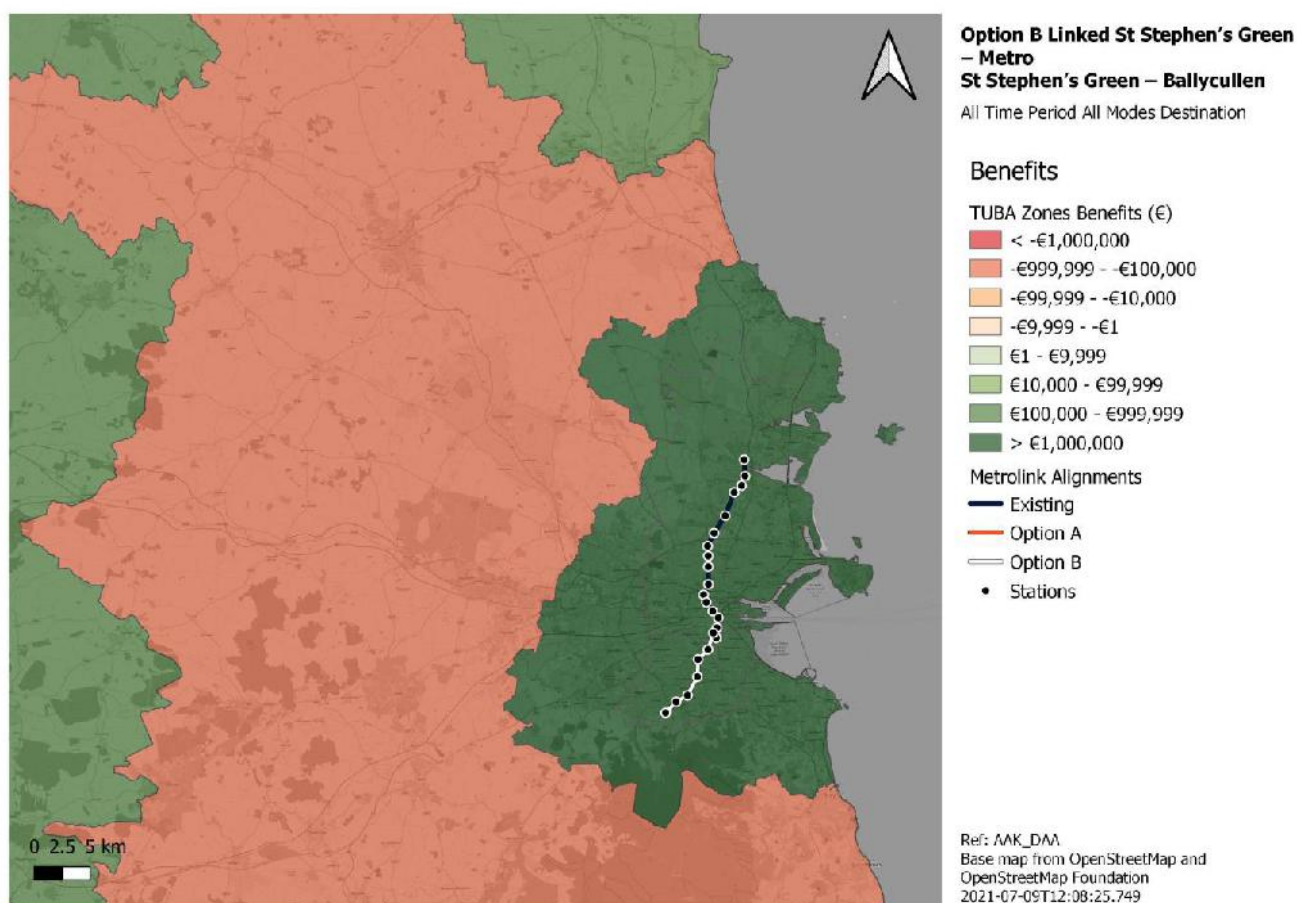 Option B Linked St Stephen's Green
– Metro
St Stephen's Green – Ballycullen
All Time Period All Modes Destination
Benefits
TUBA Zones Benefits (€)
< -€1,000,000
-€999,999 - -€100,000
-€99,999 - -€10,000
-€9,999 - -€1
€1 - €9,999
€10,000 - €99,999
€100,000 - €999,999
> €1,000,000
Metrolink Alignments
Existing
Option A
Option B
Stations
0 2.5 5 km
Ref: AAK_DAA
Base map from OpenStreetMap and
OpenStreetMap Foundation
2021-07-09T12:08:25.749